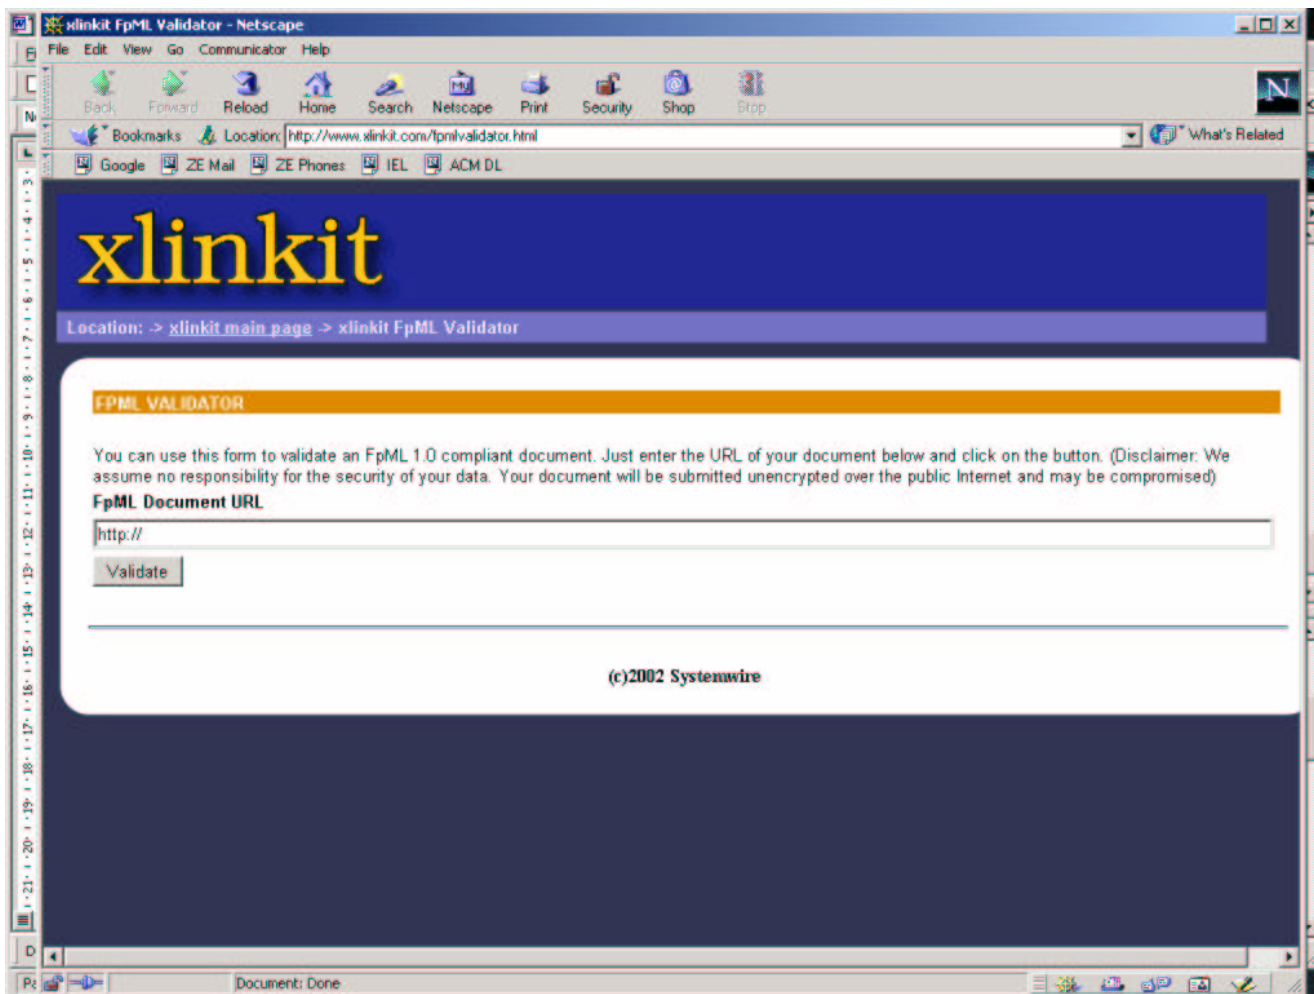 xlinkit FpML Validator - Netscape
File Edit View Go Communicator Help
Back Forward Reload Home Search Netscape Print Security Shop Stop
Bookmarks Location: http://www.xlinkit.com/fpmlvalidator.html What's Related
Google ZE Mail ZE Phones IEL ACM DL
xlinkit
Location: -> xlinkit main page -> xlinkit FpML Validator
FPML VALIDATOR
You can use this form to validate an FpML 1.0 compliant document. Just enter the URL of your document below and click on the button. (Disclaimer: We
assume no responsibility for the security of your data. Your document will be submitted unencrypted over the public Internet and may be compromised)
FpML Document URL
http://
Validate
(c)2002 Systemwire
Document: Done